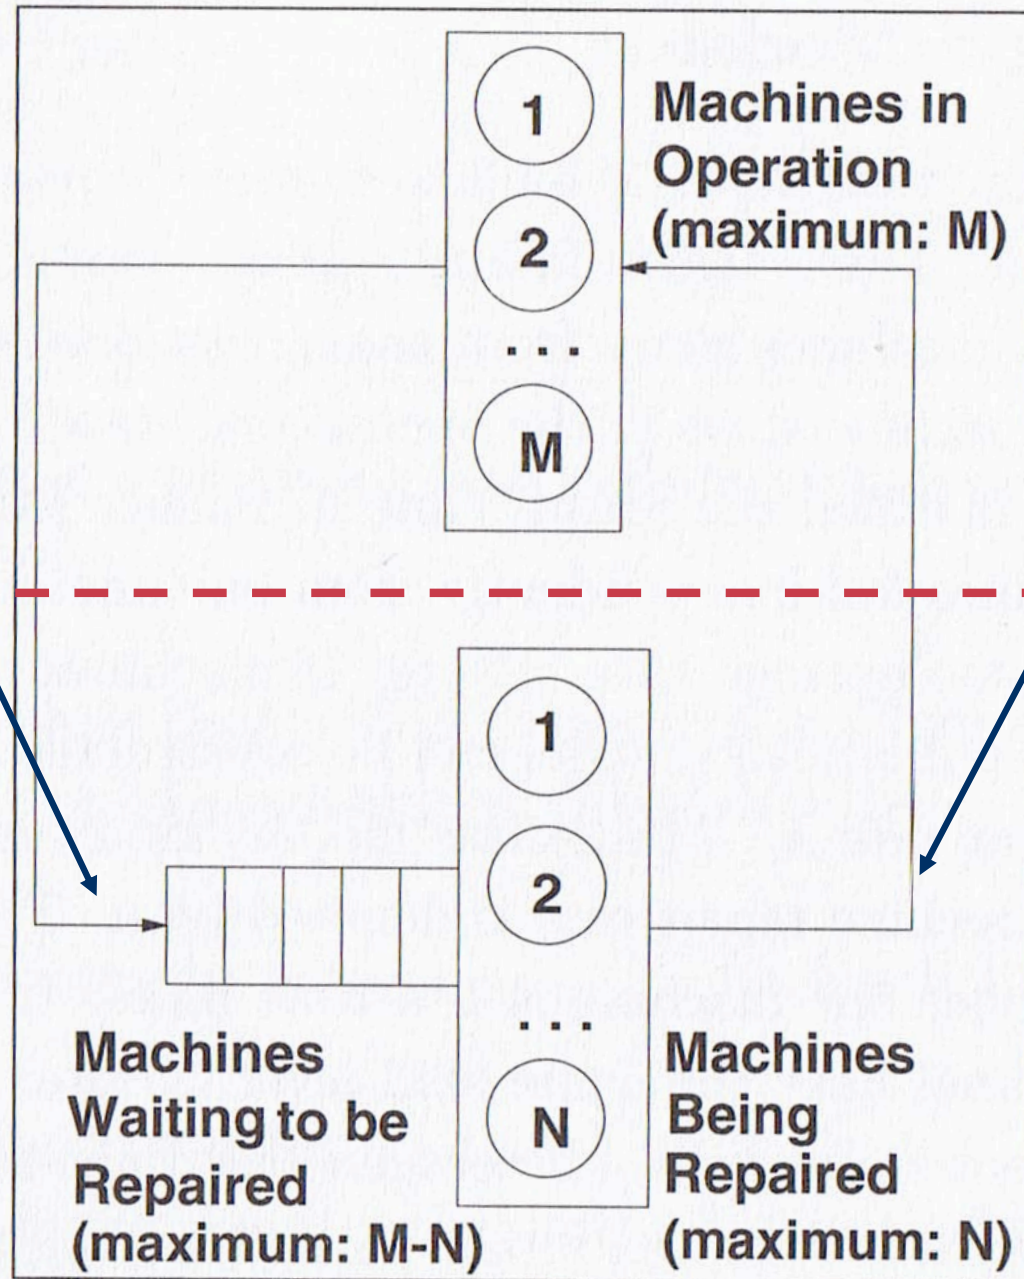 1
2
...
M
Machines in
Operation
(maximum: M)
1
2
...
N
Machines
Waiting to be
Repaired
(maximum: M-N)
Machines
Being
Repaired
(maximum: N)